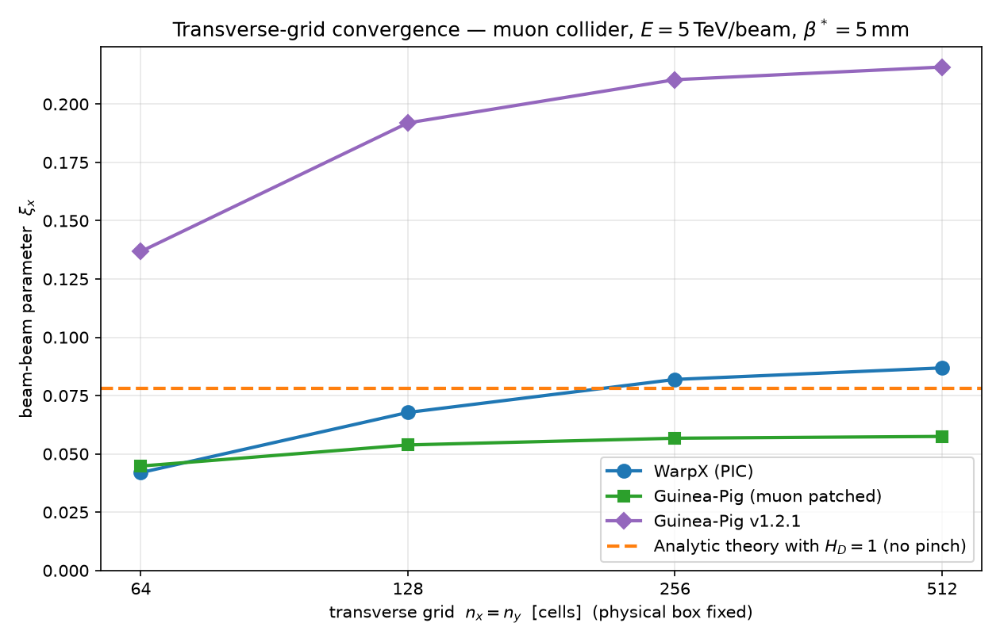 Transverse-grid convergence — muon collider, E = 5 TeV/beam, β* = 5 mm
beam-beam parameter ξx
0.200
0.175
0.150
0.125
0.100
0.075
0.050
0.025
0.000
WarpX (PIC)
Guinea-Pig (muon patched)
Guinea-Pig v1.2.1
Analytic theory with H_D = 1 (no pinch)
64 128 256 512
transverse grid n_x = n_y [cells] (physical box fixed)